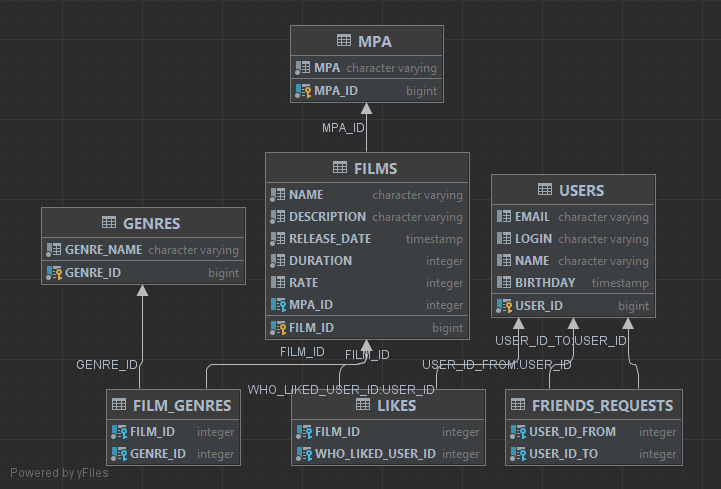 MPA
MPA character varying
MPA_ID bigint
MPA_ID
FILMS
NAME character varying
DESCRIPTION character varying
RELEASE_DATE timestamp
DURATION integer
RATE integer
MPA_ID integer
FILM_ID bigint
USERS
EMAIL character varying
LOGIN character varying
NAME character varying
BIRTHDAY timestamp
USER_ID bigint
GENRES
GENRE_NAME character varying
GENRE_ID bigint
GENRE_ID
FILM_ID
FILM_ID
USER_ID_TO:USER_ID
USER_ID_FROM:USER_ID
WHO_LIKED_USER_ID:USER_ID
FILM_GENRES
FILM_ID integer
GENRE_ID integer
LIKES
FILM_ID integer
WHO_LIKED_USER_ID integer
FRIENDS_REQUESTS
USER_ID_FROM integer
USER_ID_TO integer
Powered by yFiles